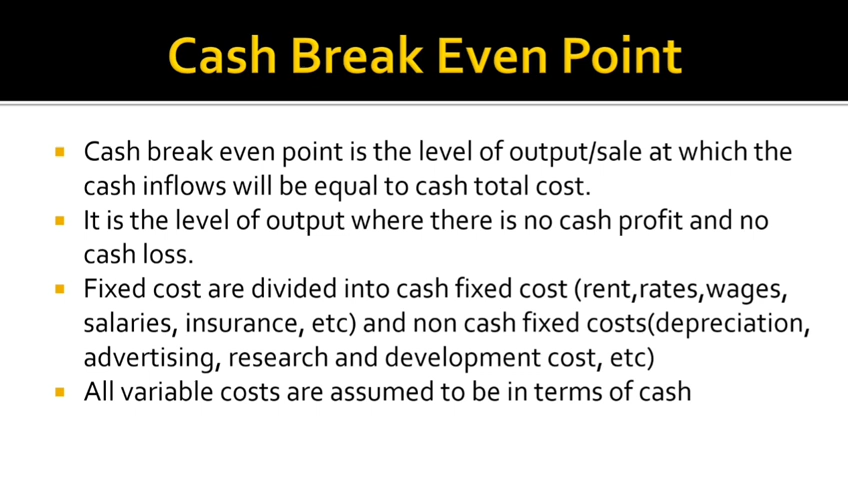 Cash Break Even Point
Cash break even point is the level of output/sale at which the
cash inflows will be equal to cash total cost.
It is the level of output where there is no cash profit and no
cash loss.
Fixed cost are divided into cash fixed cost (rent,rates,wages,
salaries, insurance, etc) and non cash fixed costs(depreciation,
advertising, research and development cost, etc)
All variable costs are assumed to be in terms of cash